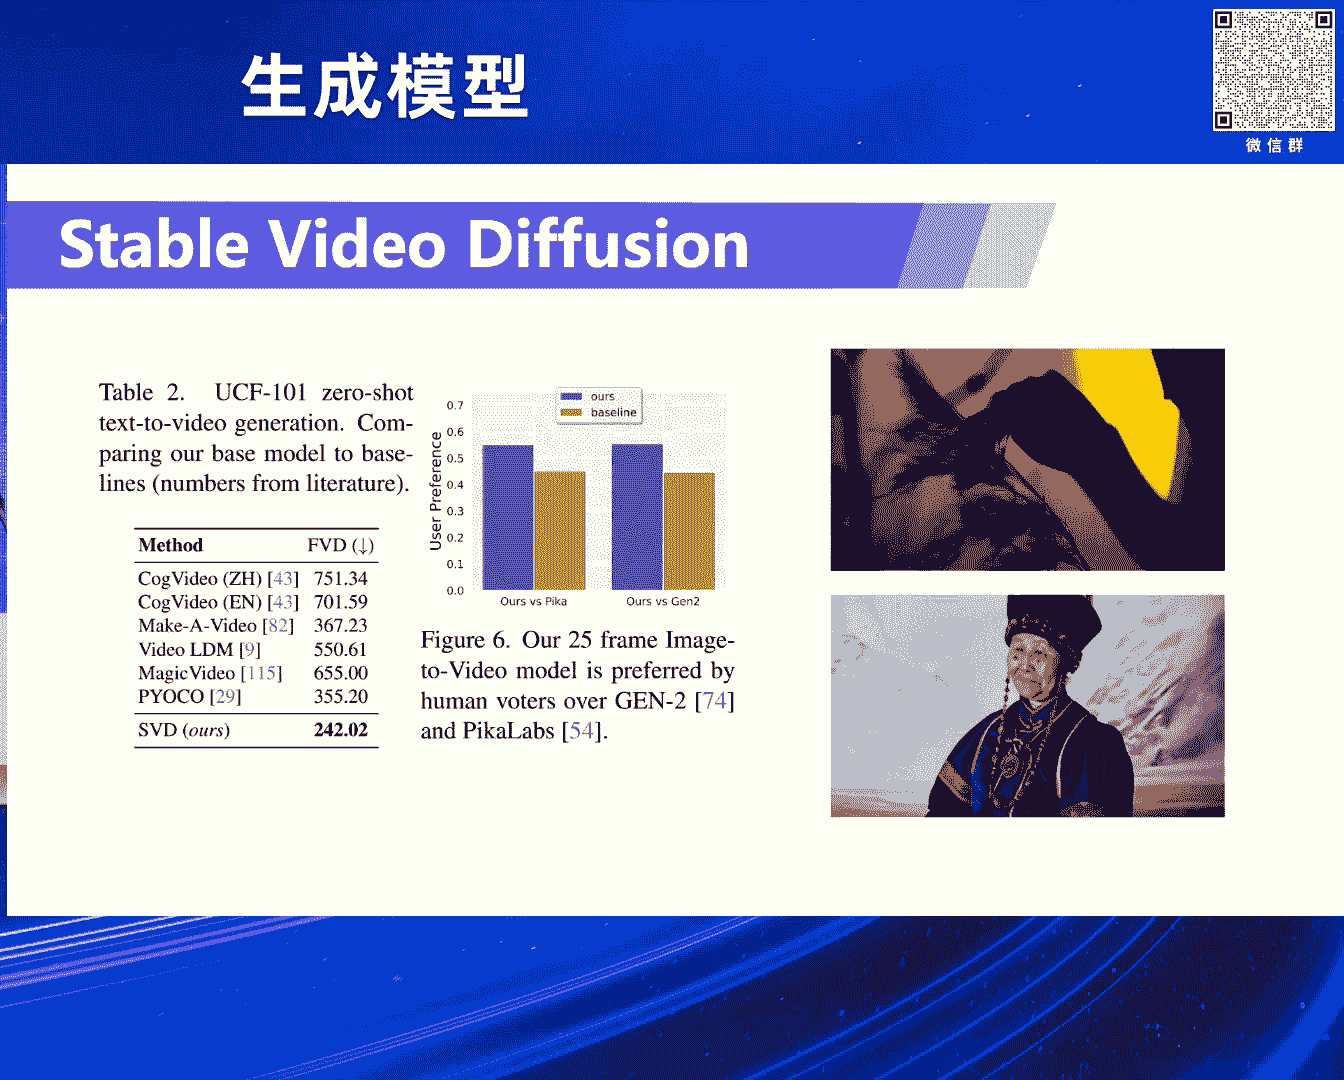 生成模型
微信群
Stable Video Diffusion
Table 2. UCF-101 zero-shot
text-to-video generation. Com-
paring our base model to base-
lines (numbers from literature).
Method FVD (↓)
CogVideo (ZH) [43] 751.34
CogVideo (EN) [43] 701.59
Make-A-Video [82] 367.23
Video LDM [9] 550.61
MagicVideo [115] 655.00
PYOCO [29] 355.20
SVD (ours) 242.02
ours
baseline
User Preference
0.7
0.6
0.5
0.4
0.3
0.2
0.1
0.0
Ours vs Pika Ours vs Gen2
Figure 6. Our 25 frame Image-
to-Video model is preferred by
human voters over GEN-2 [74]
and PikaLabs [54].